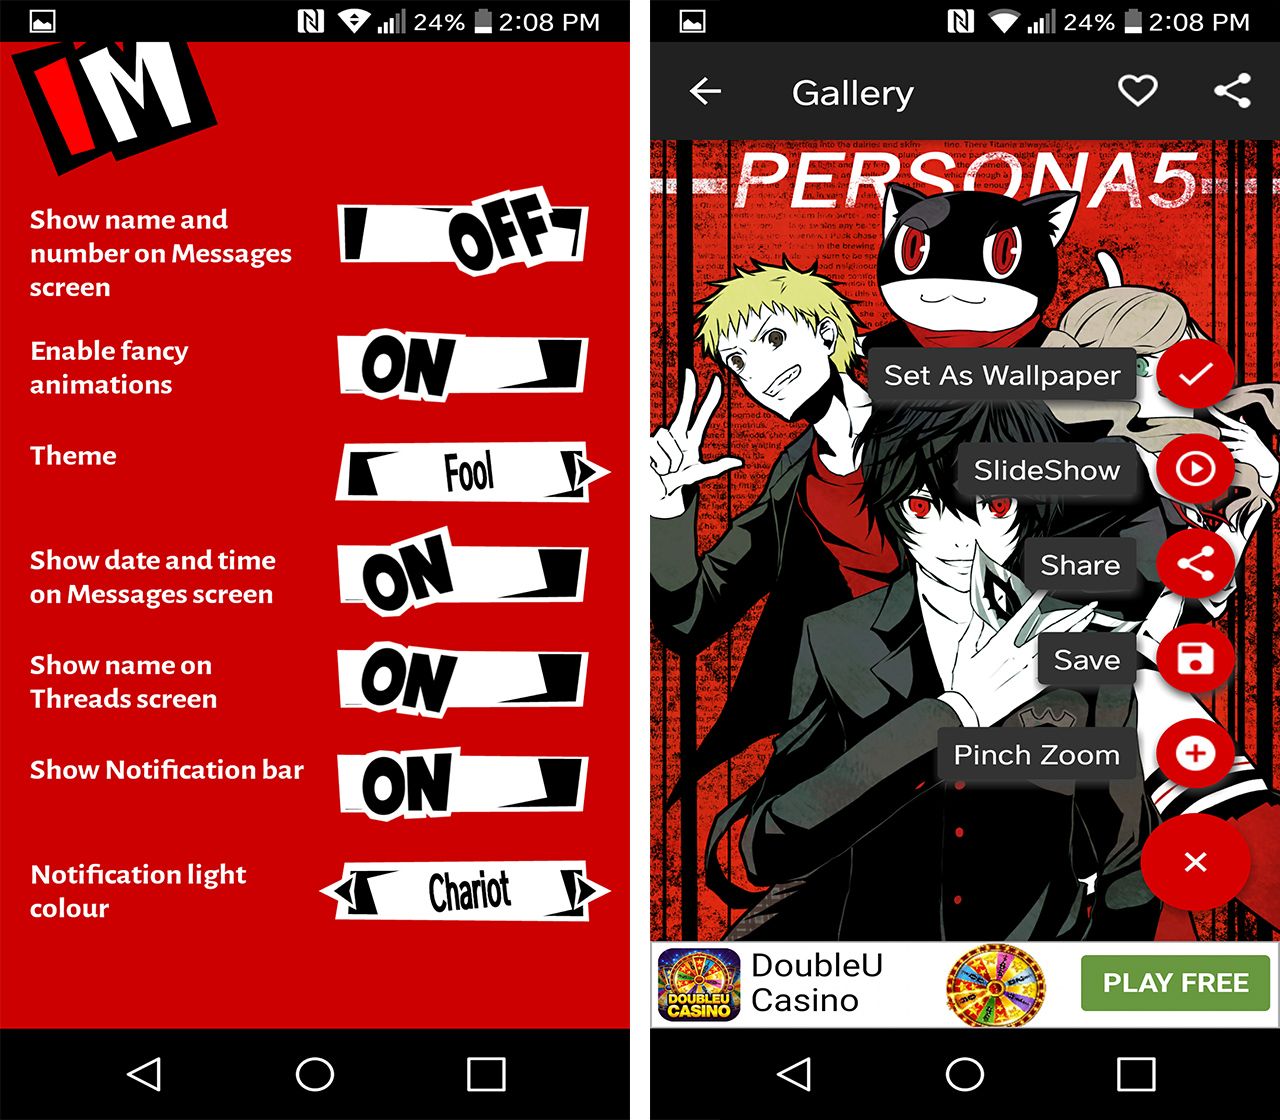 24% 2:08 PM
IM
Show name and
number on Messages
screen
OFF
Enable fancy
animations
ON
Theme
Fool
Show date and time
on Messages screen
ON
Show name on
Threads screen
ON
Show Notification bar
ON
Notification light
colour
Chariot
24% 2:08 PM
Gallery
PERSONA5
Set As Wallpaper
SlideShow
Share
Save
Pinch Zoom
DOUBLEU
CASINO
DoubleU
Casino
PLAY FREE